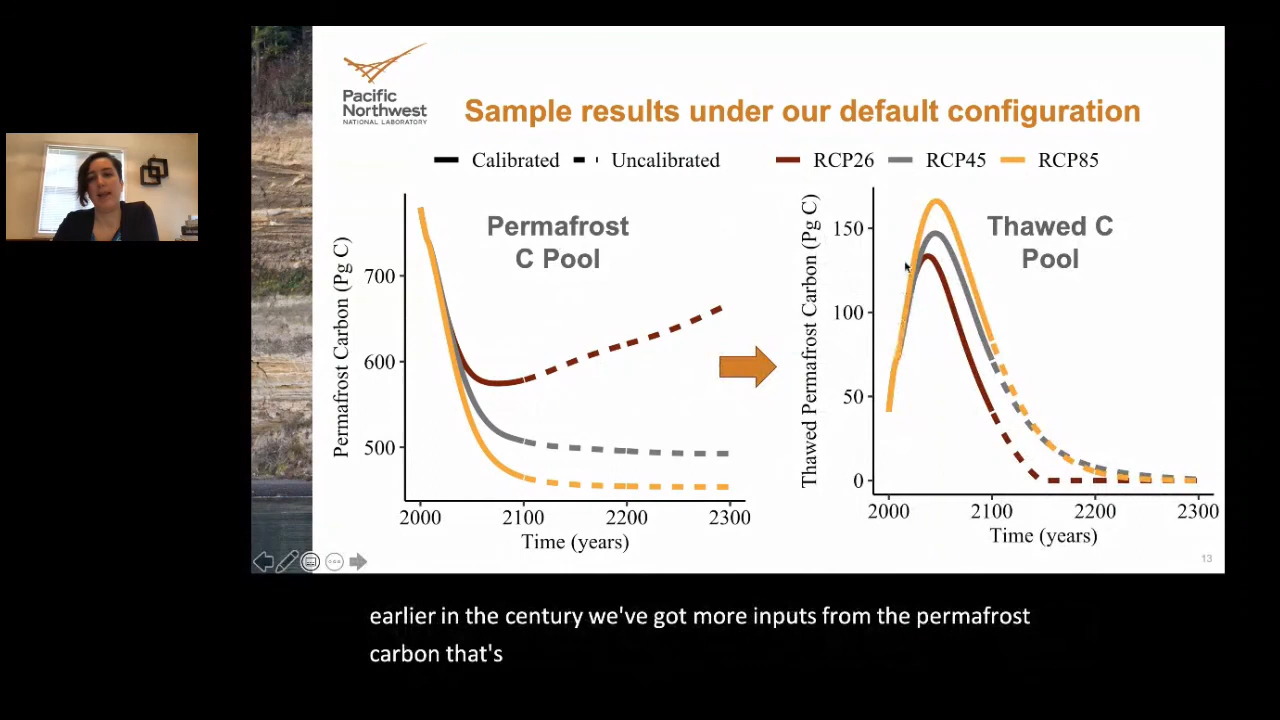 Pacific
Northwest
NATIONAL LABORATORY
Sample results under our default configuration
Calibrated Uncalibrated RCP26 RCP45 RCP85
Permafrost
C Pool
Permafrost Carbon (Pg C)
700
600
500
2000 2100 2200 2300
Time (years)
Thawed C
Pool
Thawed Permafrost Carbon (Pg C)
150
100
50
0
2000 2100 2200 2300
Time (years)
13
earlier in the century we've got more inputs from the permafrost
carbon that's